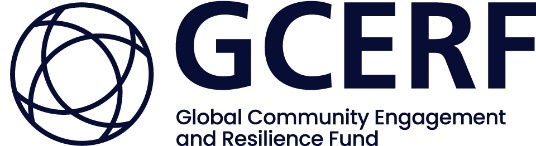 GCERF
Global Community Engagement
and Resilience Fund